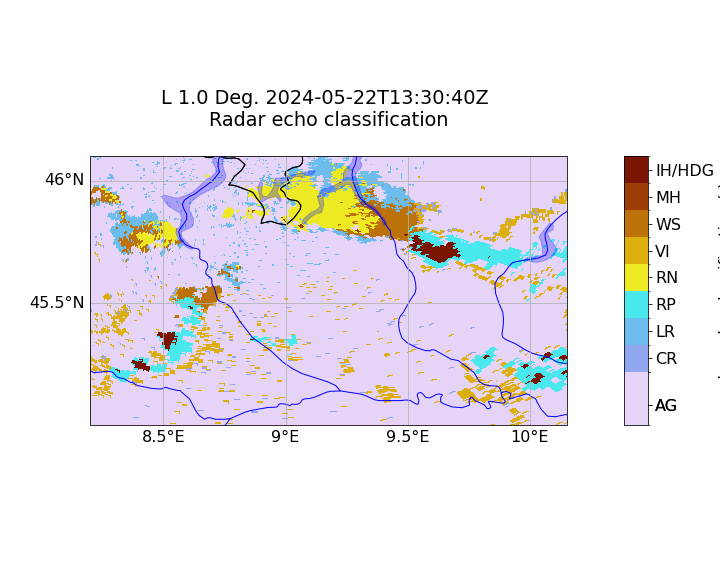 L 1.0 Deg. 2024-05-22T13:30:40Z
Radar echo classification
46°N
45.5°N
8.5°E
9°E
9.5°E
10°E
IH/HDG
MH
WS
VI
RN
RP
LR
CR
AG